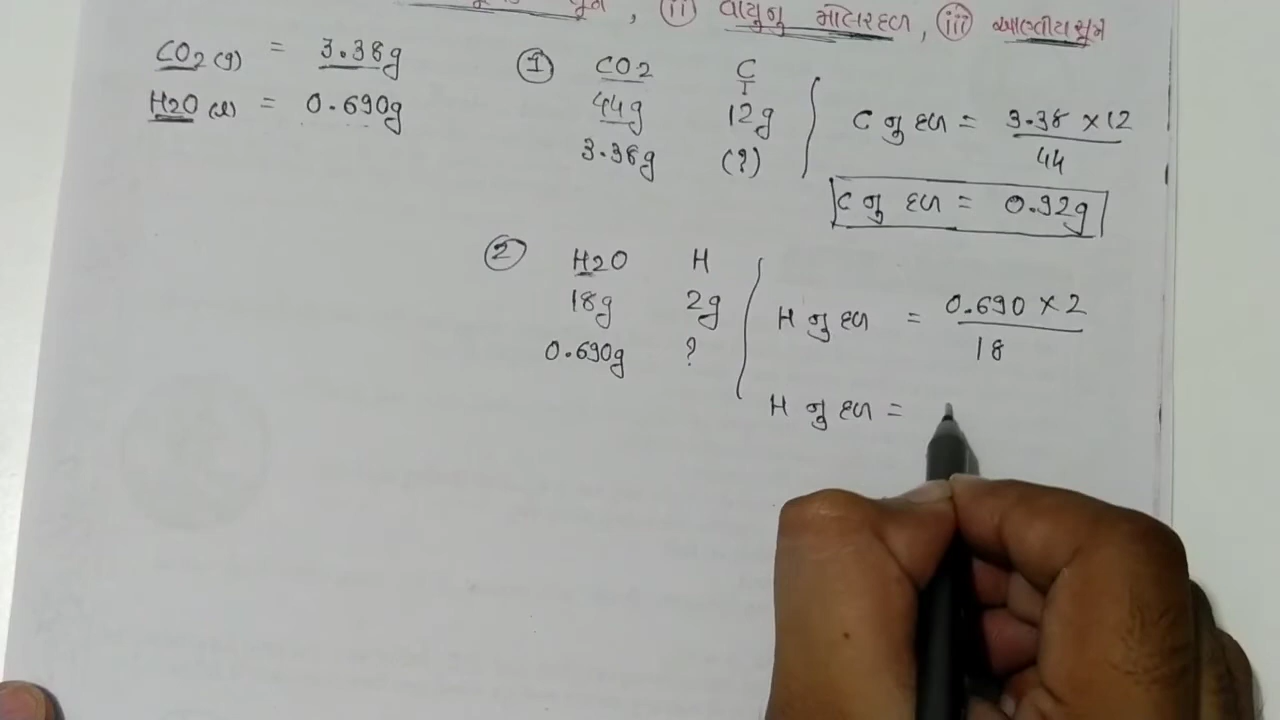 , (ii) વાયુનુ મોલરદળ, (iii) આણ્વીયસૂત્ર
CO2 (g) = 3.38g
H2O (l) = 0.690g
(1) CO2 C
44g 12g
3.38g (?)
C નુ દળ = 3.38 × 12
44
C નુ દળ = 0.92g
(2) H2O H
18g 2g
0.690g ?
H નુ દળ = 0.690 × 2
18
H નુ દળ =